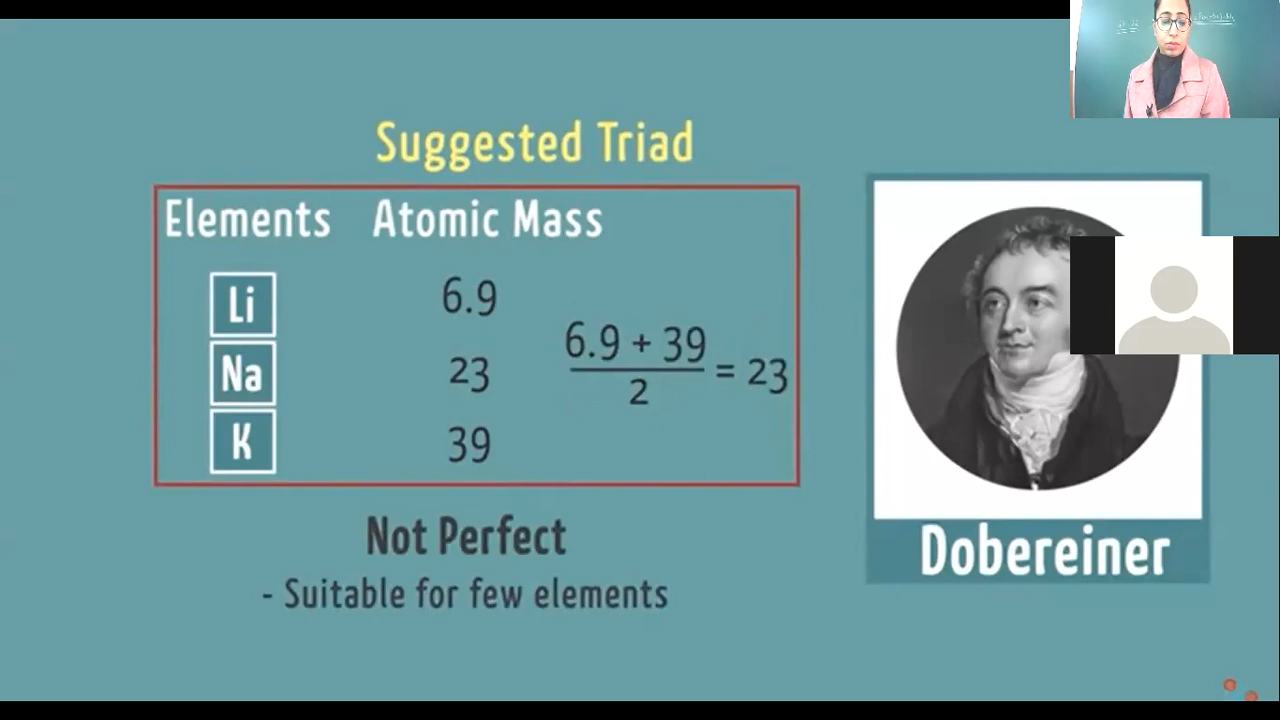 Suggested Triad
Elements Atomic Mass
Li 6.9
Na 23
K 39
6.9 + 39
2
= 23
Not Perfect
- Suitable for few elements
Dobereiner